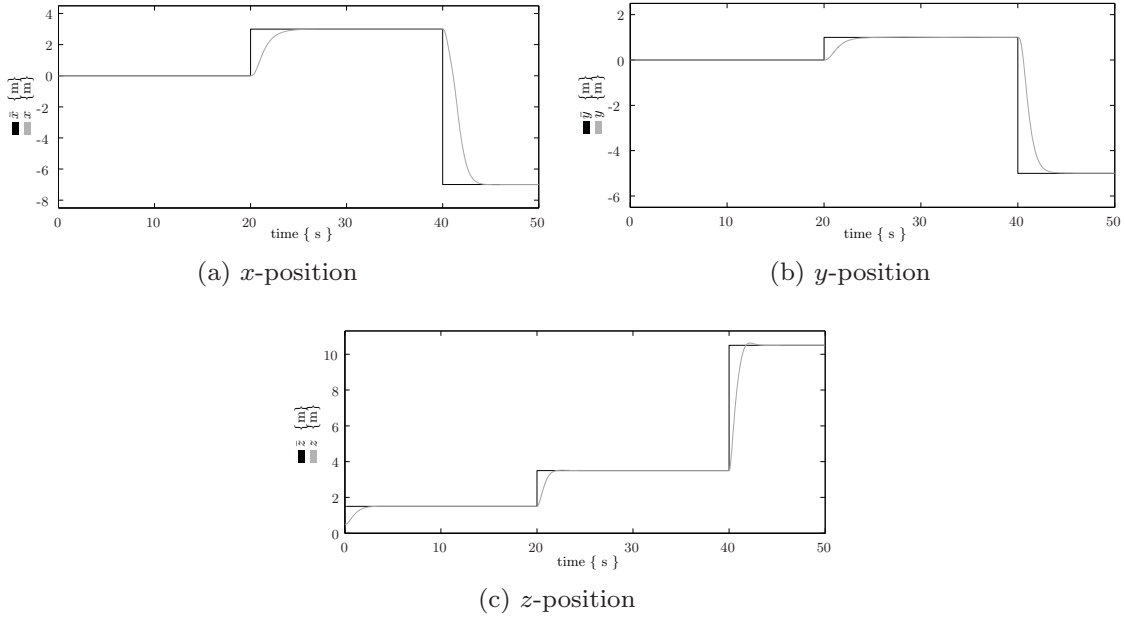 4
2
0
-2
-4
-6
-8
x̄ {m}
x {m}
0 10 20 30 40 50
time { s }
(a) x-position
2
0
-2
-4
-6
ȳ {m}
y {m}
0 10 20 30 40 50
time { s }
(b) y-position
10
8
6
4
2
0
z̄ {m}
z {m}
0 10 20 30 40 50
time { s }
(c) z-position